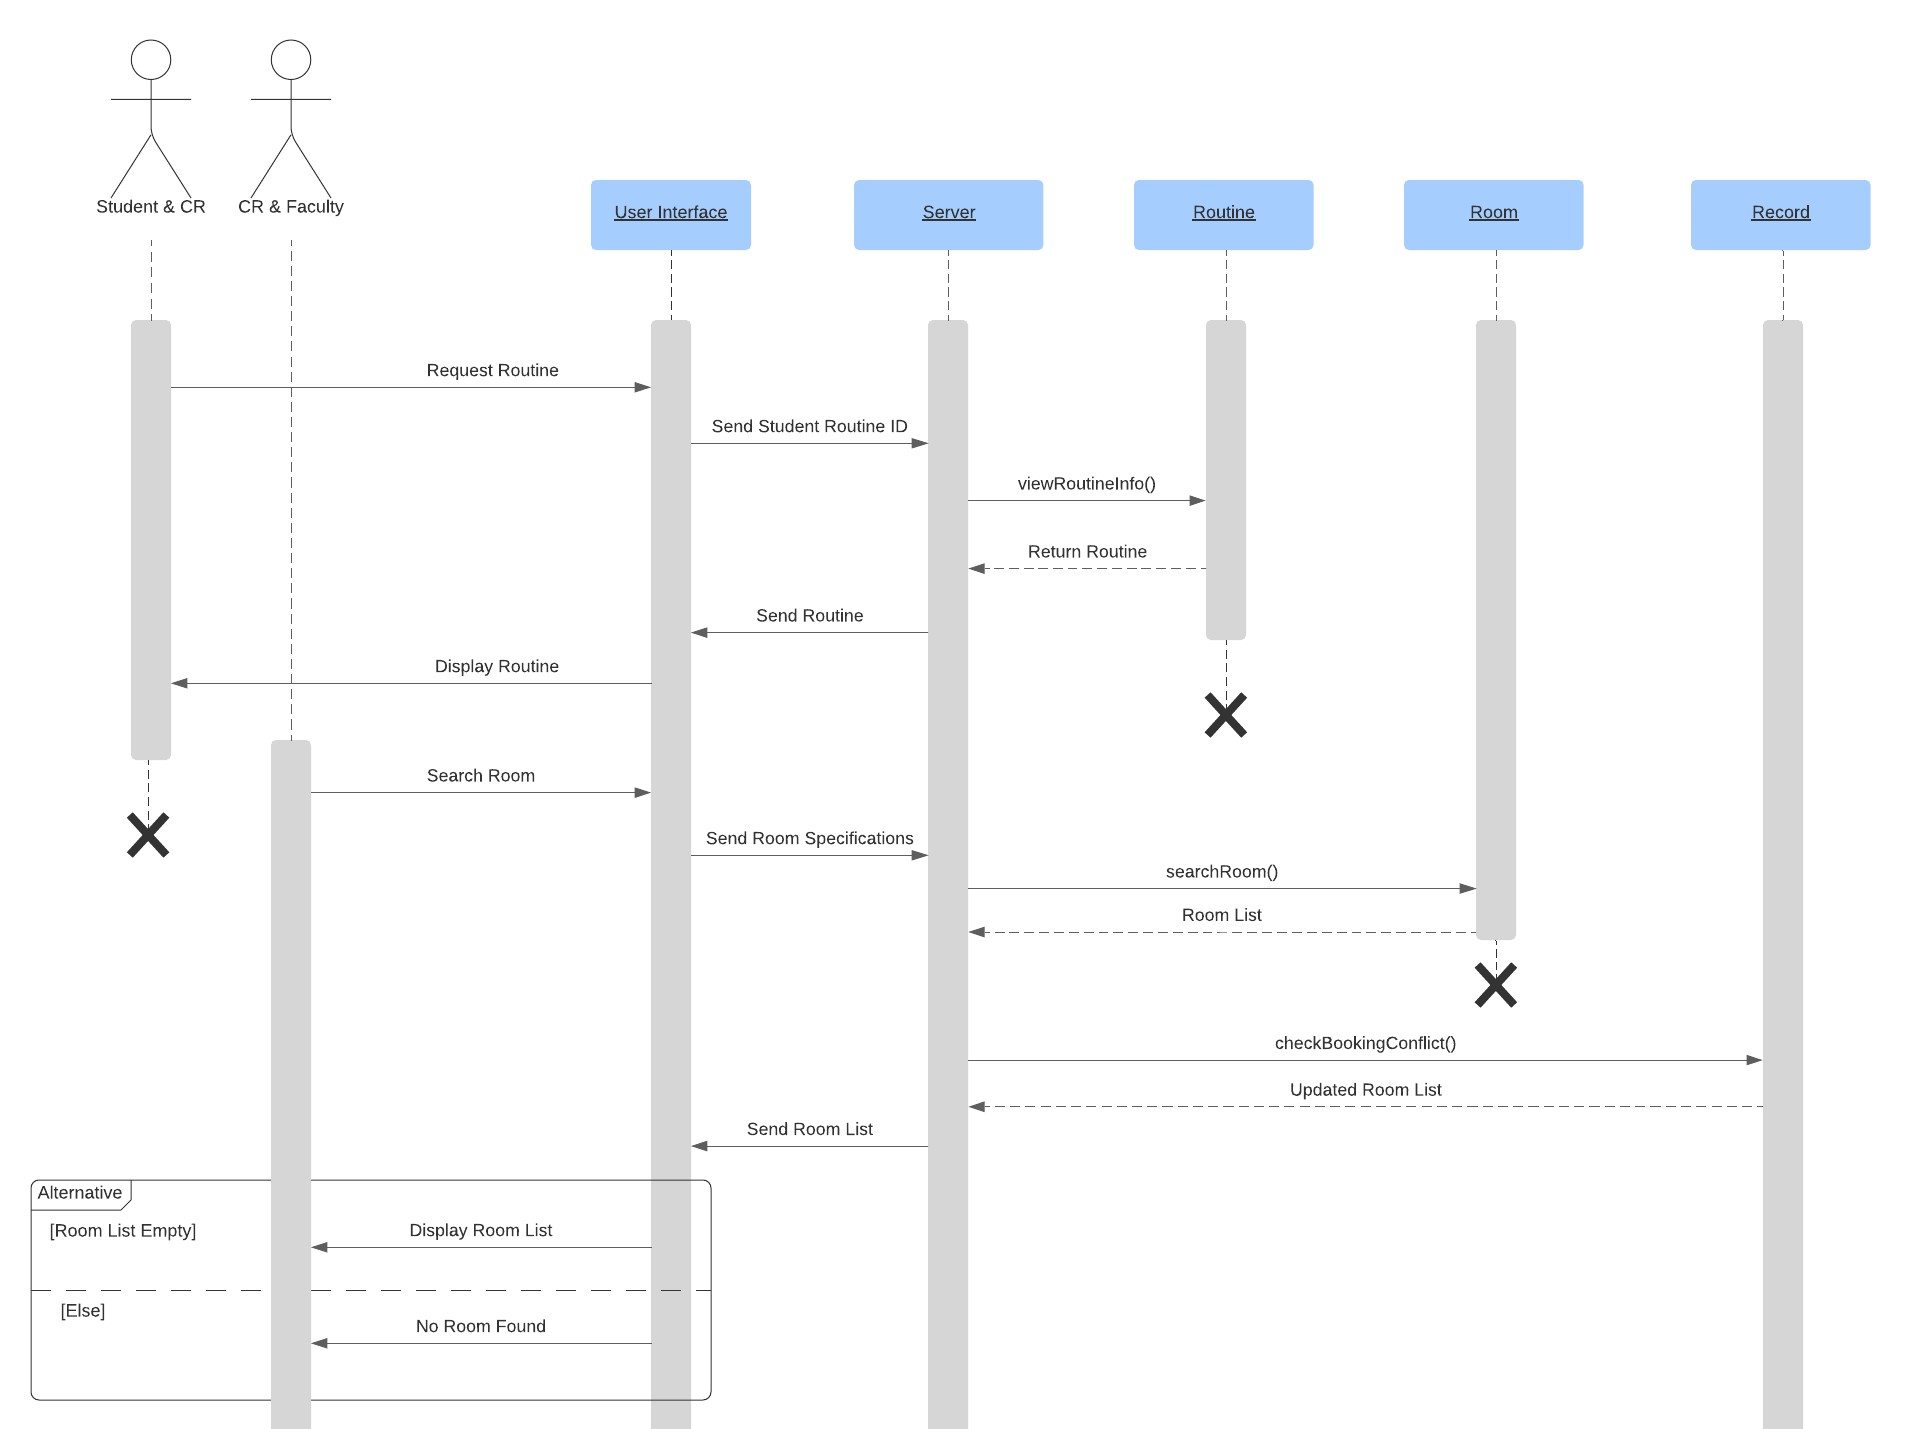 Student & CR
CR & Faculty
User Interface
Server
Routine
Room
Record
Request Routine
Send Student Routine ID
viewRoutineInfo()
Return Routine
Send Routine
Display Routine
Search Room
Send Room Specifications
searchRoom()
Room List
checkBookingConflict()
Updated Room List
Send Room List
Alternative
[Room List Empty]
Display Room List
[Else]
No Room Found